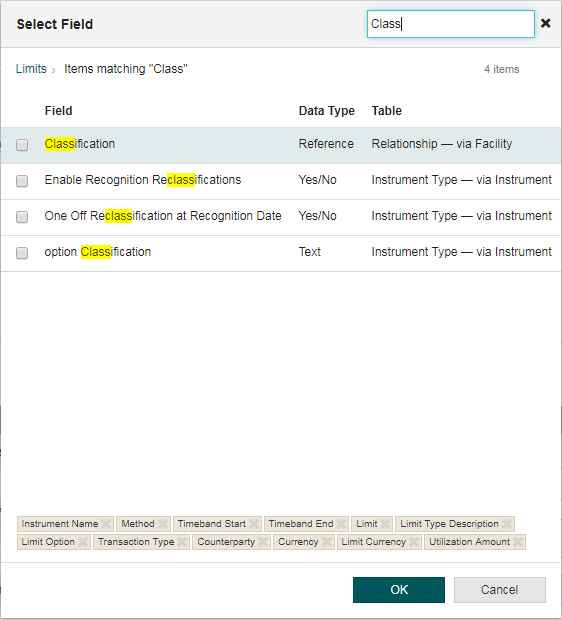 Select Field Class ×
Limits › Items matching "Class" 4 items
Field Data Type Table
Classification Reference Relationship — via Facility
Enable Recognition Reclassifications Yes/No Instrument Type — via Instrument
One Off Reclassification at Recognition Date Yes/No Instrument Type — via Instrument
option Classification Text Instrument Type — via Instrument
Instrument Name × Method × Timeband Start × Timeband End × Limit × Limit Type Description ×
Limit Option × Transaction Type × Counterparty × Currency × Limit Currency × Utilization Amount ×
OK Cancel